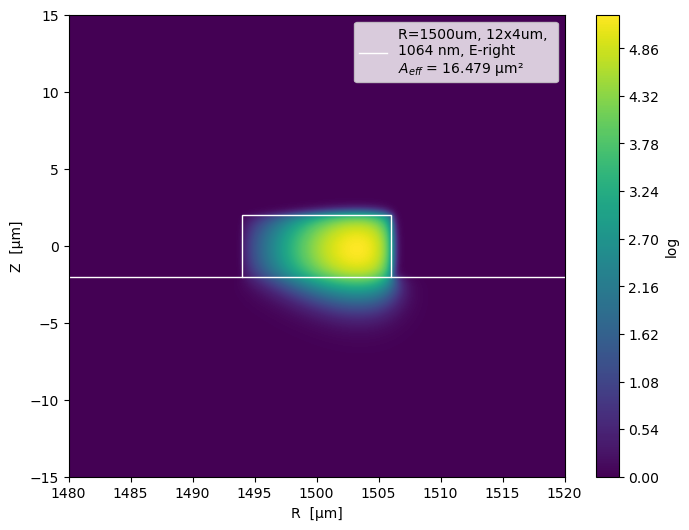 R=1500um, 12x4um,
1064 nm, E-right
A_eff = 16.479 µm²
15
10
5
0
−5
−10
−15
Z [µm]
1480 1485 1490 1495 1500 1505 1510 1515 1520
R [µm]
4.86
4.32
3.78
3.24
2.70
2.16
1.62
1.08
0.54
0.00
log